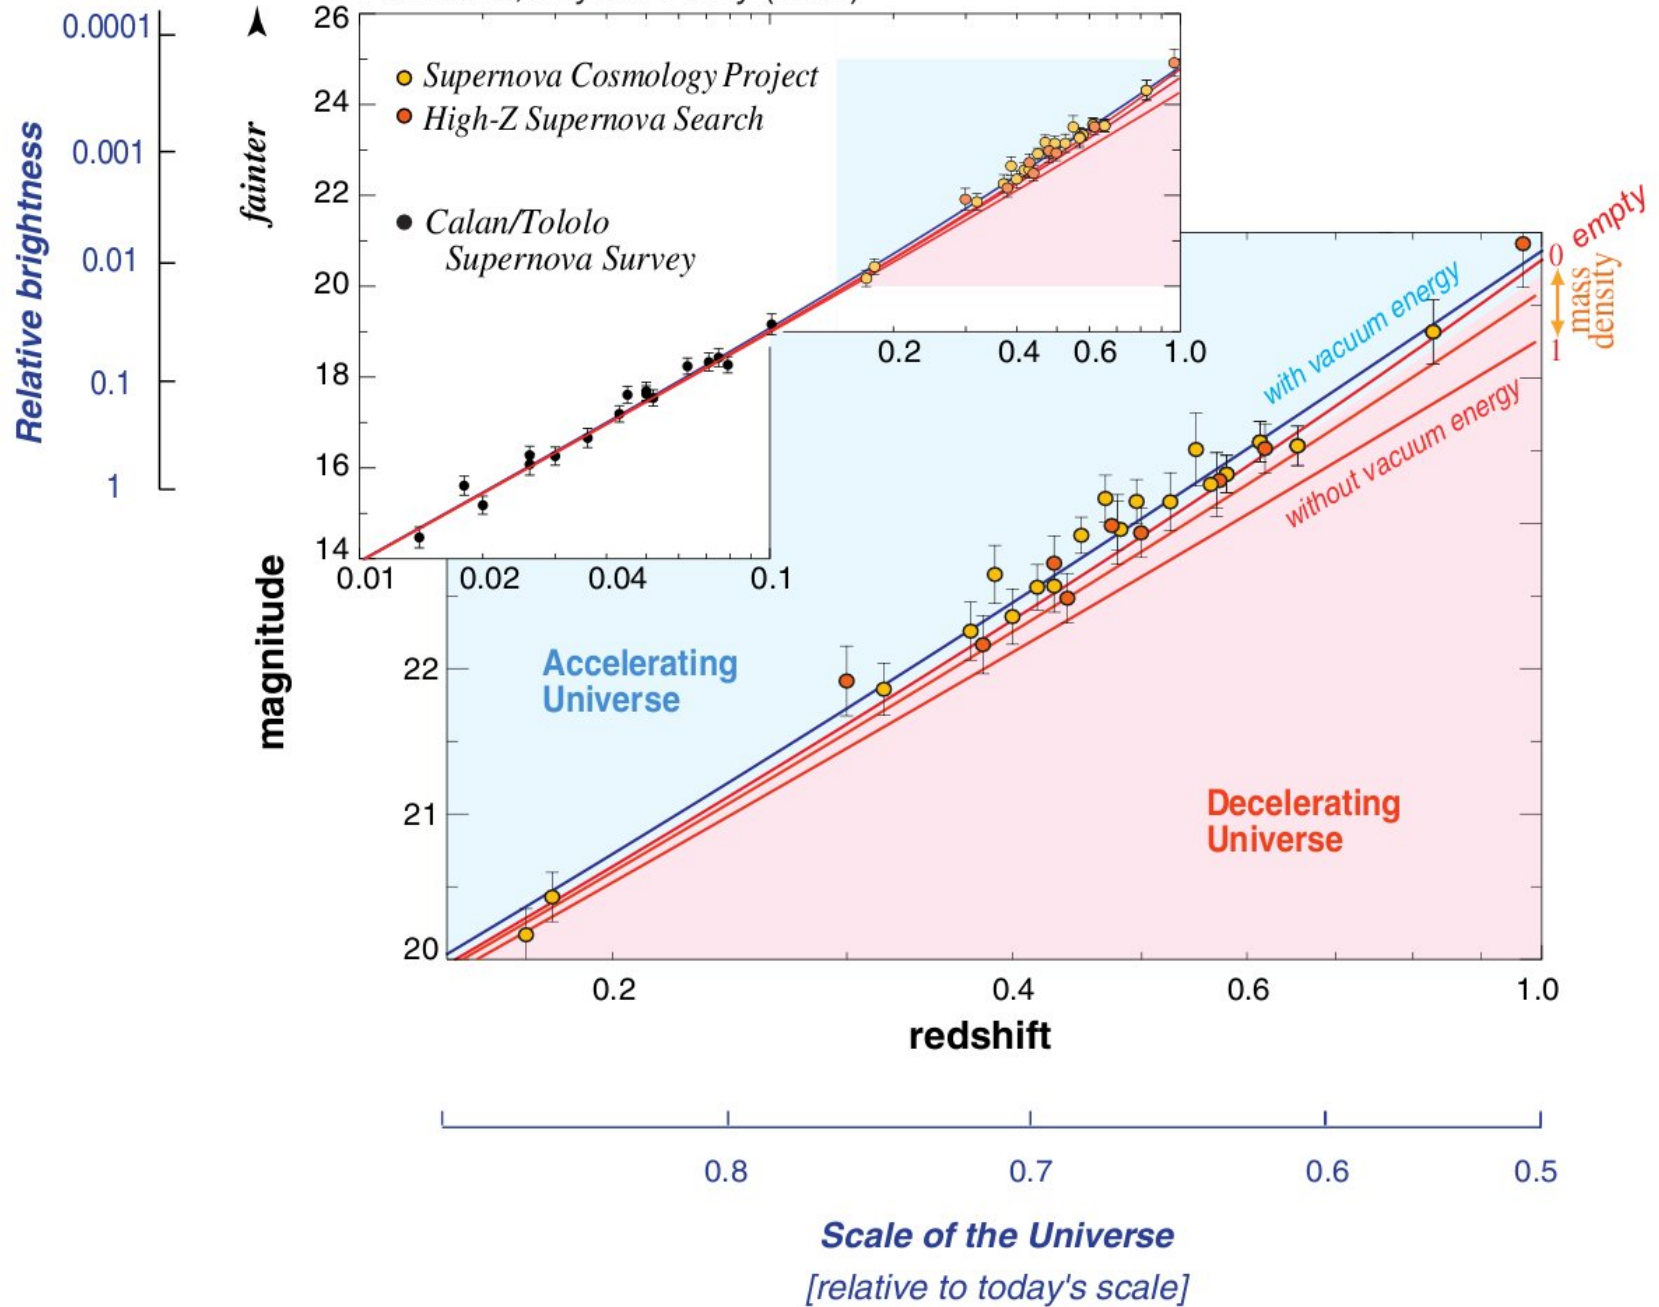 0.0001
0.001
0.01
0.1
1
Relative brightness
fainter
magnitude
26
24
22
20
18
16
14
Supernova Cosmology Project
High-Z Supernova Search
Calan/Tololo
Supernova Survey
0.01
0.02
0.04
0.1
0.2
0.4
0.6
1.0
empty
0
mass
density
1
with vacuum energy
without vacuum energy
Accelerating
Universe
Decelerating
Universe
22
21
20
0.2
0.4
0.6
1.0
redshift
0.8
0.7
0.6
0.5
Scale of the Universe
[relative to today's scale]